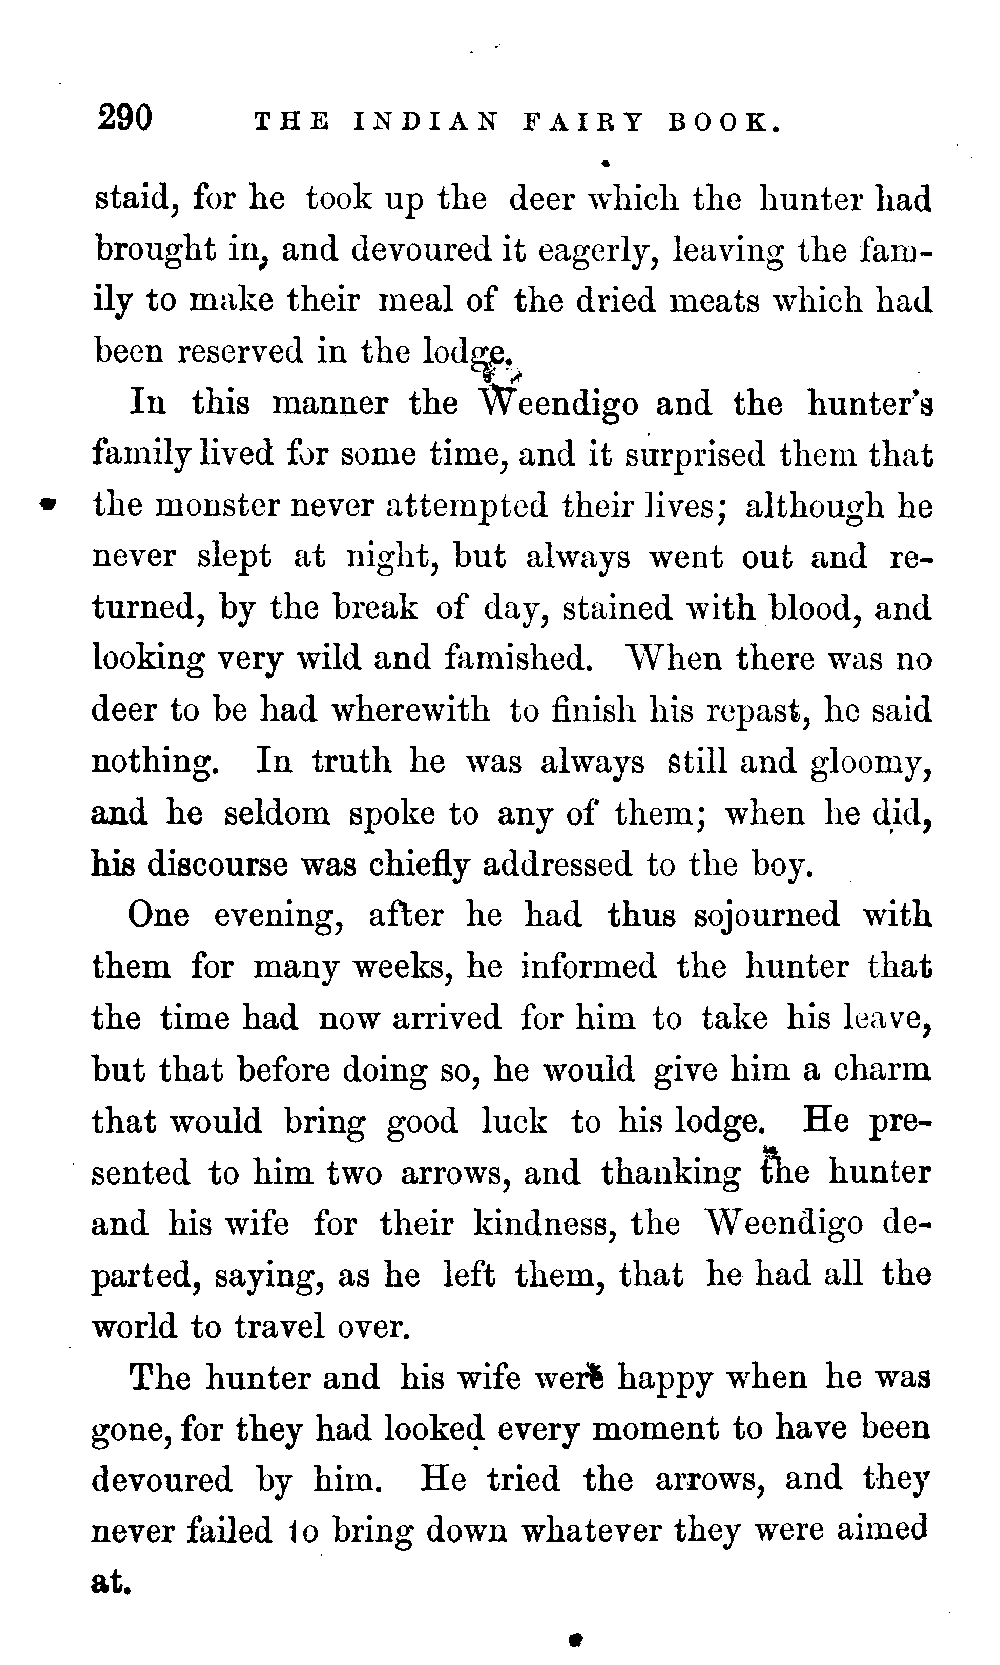 290 THE INDIAN FAIRY BOOK.
staid, for he took up the deer which the hunter had
brought in, and devoured it eagerly, leaving the fam-
ily to make their meal of the dried meats which had
been reserved in the lodge.
In this manner the Weendigo and the hunter's
family lived for some time, and it surprised them that
the monster never attempted their lives; although he
never slept at night, but always went out and re-
turned, by the break of day, stained with blood, and
looking very wild and famished. When there was no
deer to be had wherewith to finish his repast, he said
nothing. In truth he was always still and gloomy,
and he seldom spoke to any of them; when he did,
his discourse was chiefly addressed to the boy.
One evening, after he had thus sojourned with
them for many weeks, he informed the hunter that
the time had now arrived for him to take his leave,
but that before doing so, he would give him a charm
that would bring good luck to his lodge. He pre-
sented to him two arrows, and thanking the hunter
and his wife for their kindness, the Weendigo de-
parted, saying, as he left them, that he had all the
world to travel over.
The hunter and his wife were happy when he was
gone, for they had looked every moment to have been
devoured by him. He tried the arrows, and they
never failed to bring down whatever they were aimed
at.